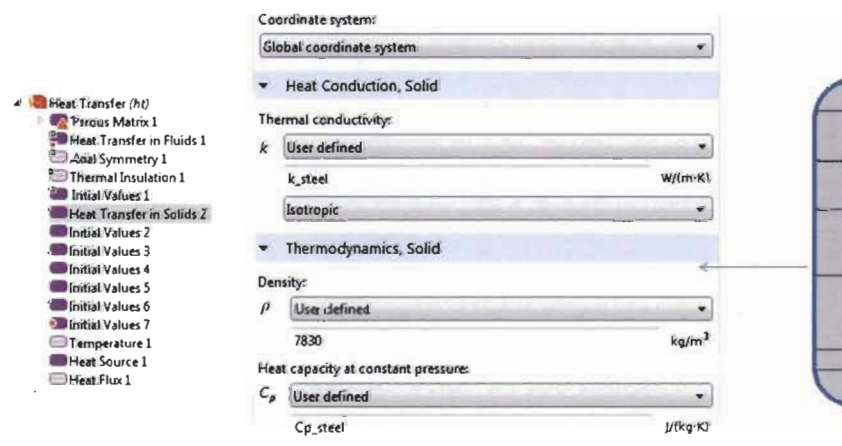 Coordinate system:
Global coordinate system
Heat Conduction, Solid
Thermal conductivity:
k User defined
k_steel W/(m·K)
Isotropic
Thermodynamics, Solid
Density:
ρ User defined
7830 kg/m³
Heat capacity at constant pressure:
Cp User defined
Cp_steel J/(kg·K)
Heat Transfer (ht)
Porous Matrix 1
Heat Transfer in Fluids 1
Axial Symmetry 1
Thermal Insulation 1
Initial Values 1
Heat Transfer in Solids 2
Initial Values 2
Initial Values 3
Initial Values 4
Initial Values 5
Initial Values 6
Initial Values 7
Temperature 1
Heat Source 1
Heat Flux 1